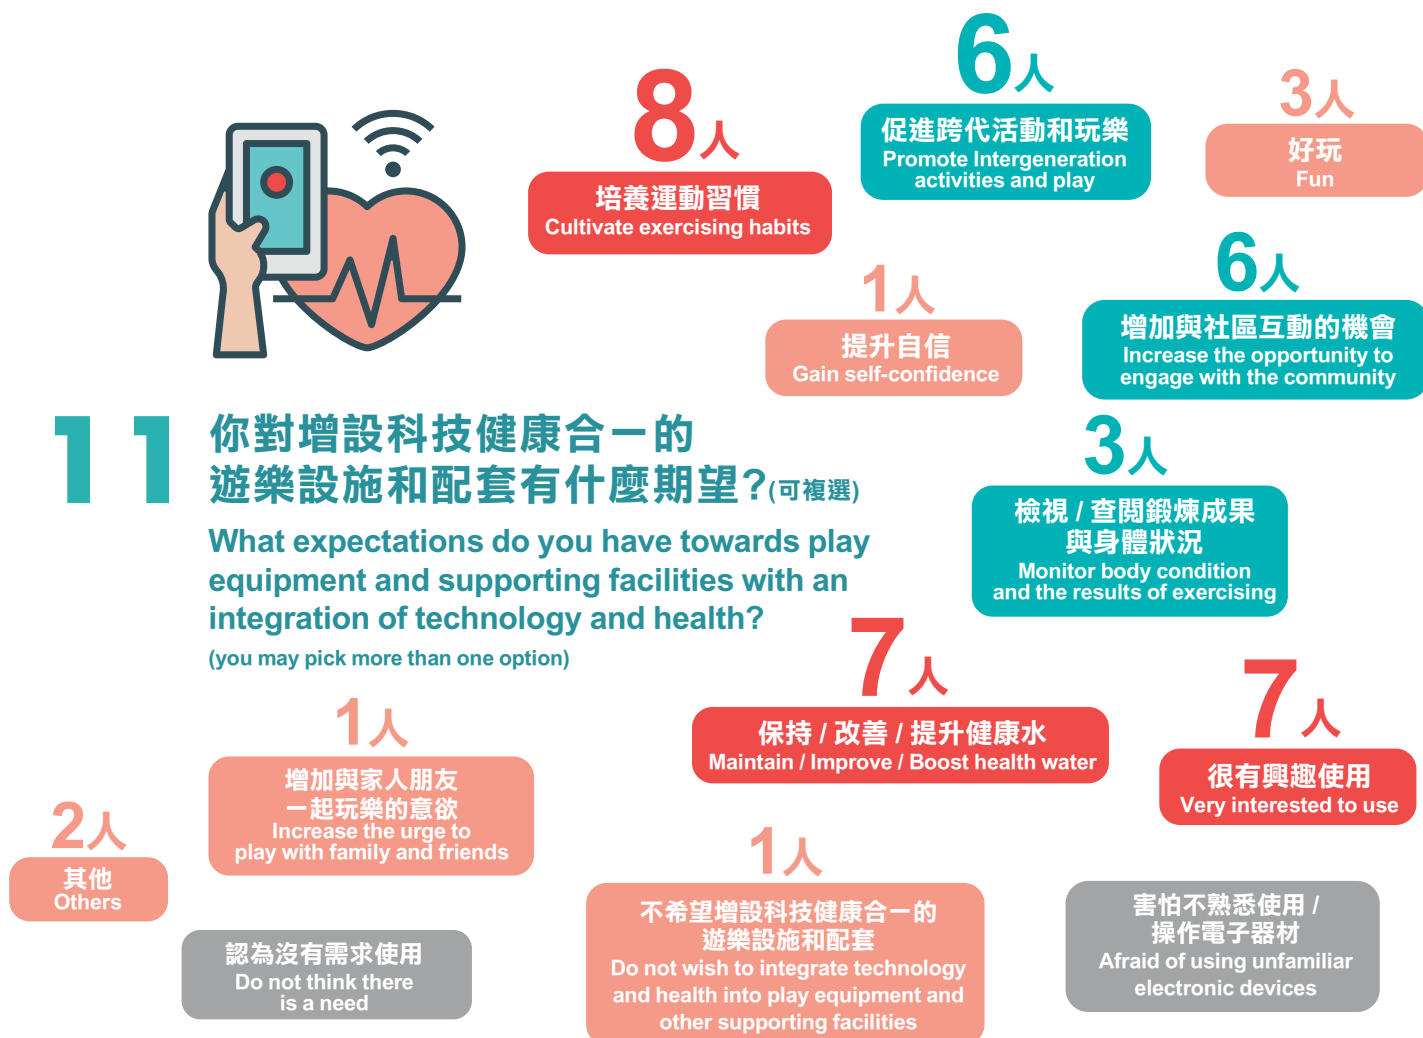 8人
培養運動習慣
Cultivate exercising habits
6人
促進跨代活動和玩樂
Promote Intergeneration
activities and play
3人
好玩
Fun
1人
提升自信
Gain self-confidence
6人
增加與社區互動的機會
Increase the opportunity to
engage with the community
11
你對增設科技健康合一的
遊樂設施和配套有什麼期望?(可複選)
What expectations do you have towards play
equipment and supporting facilities with an
integration of technology and health?
(you may pick more than one option)
3人
檢視 / 查閱鍛煉成果
與身體狀況
Monitor body condition
and the results of exercising
7人
保持 / 改善 / 提升健康水
Maintain / Improve / Boost health water
7人
很有興趣使用
Very interested to use
1人
增加與家人朋友
一起玩樂的意欲
Increase the urge to
play with family and friends
2人
其他
Others
1人
不希望增設科技健康合一的
遊樂設施和配套
Do not wish to integrate technology
and health into play equipment and
other supporting facilities
認為沒有需求使用
Do not think there
is a need
害怕不熟悉使用 /
操作電子器材
Afraid of using unfamiliar
electronic devices